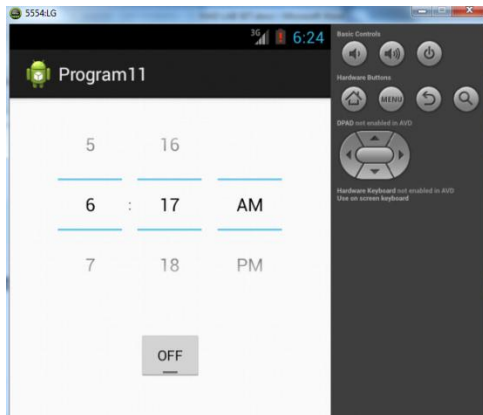 5554:LG
3G 6:24
Program11
5 16
6 : 17 AM
7 18 PM
OFF
Basic Controls
Hardware Buttons
MENU
DPAD not enabled in AVD
Hardware Keyboard not enabled in AVD
Use on screen keyboard